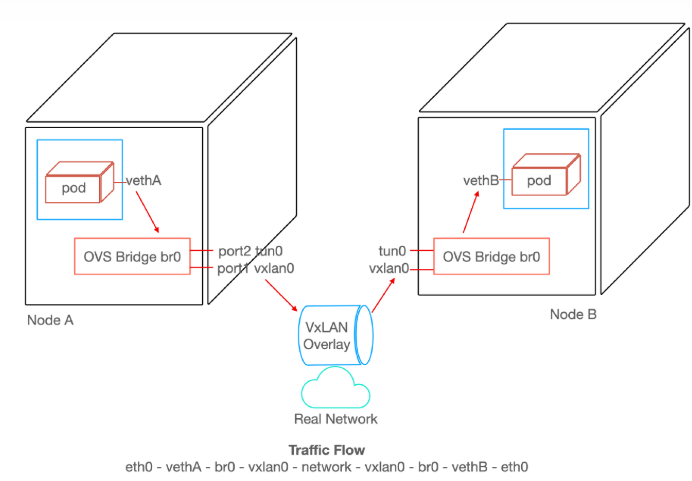 vethA
pod
OVS Bridge br0
port2 tun0
port1 vxlan0
Node A
VxLAN
Overlay
Real Network
vethB
pod
tun0
vxlan0
OVS Bridge br0
Node B
Traffic Flow
eth0 - vethA - br0 - vxlan0 - network - vxlan0 - br0 - vethB - eth0